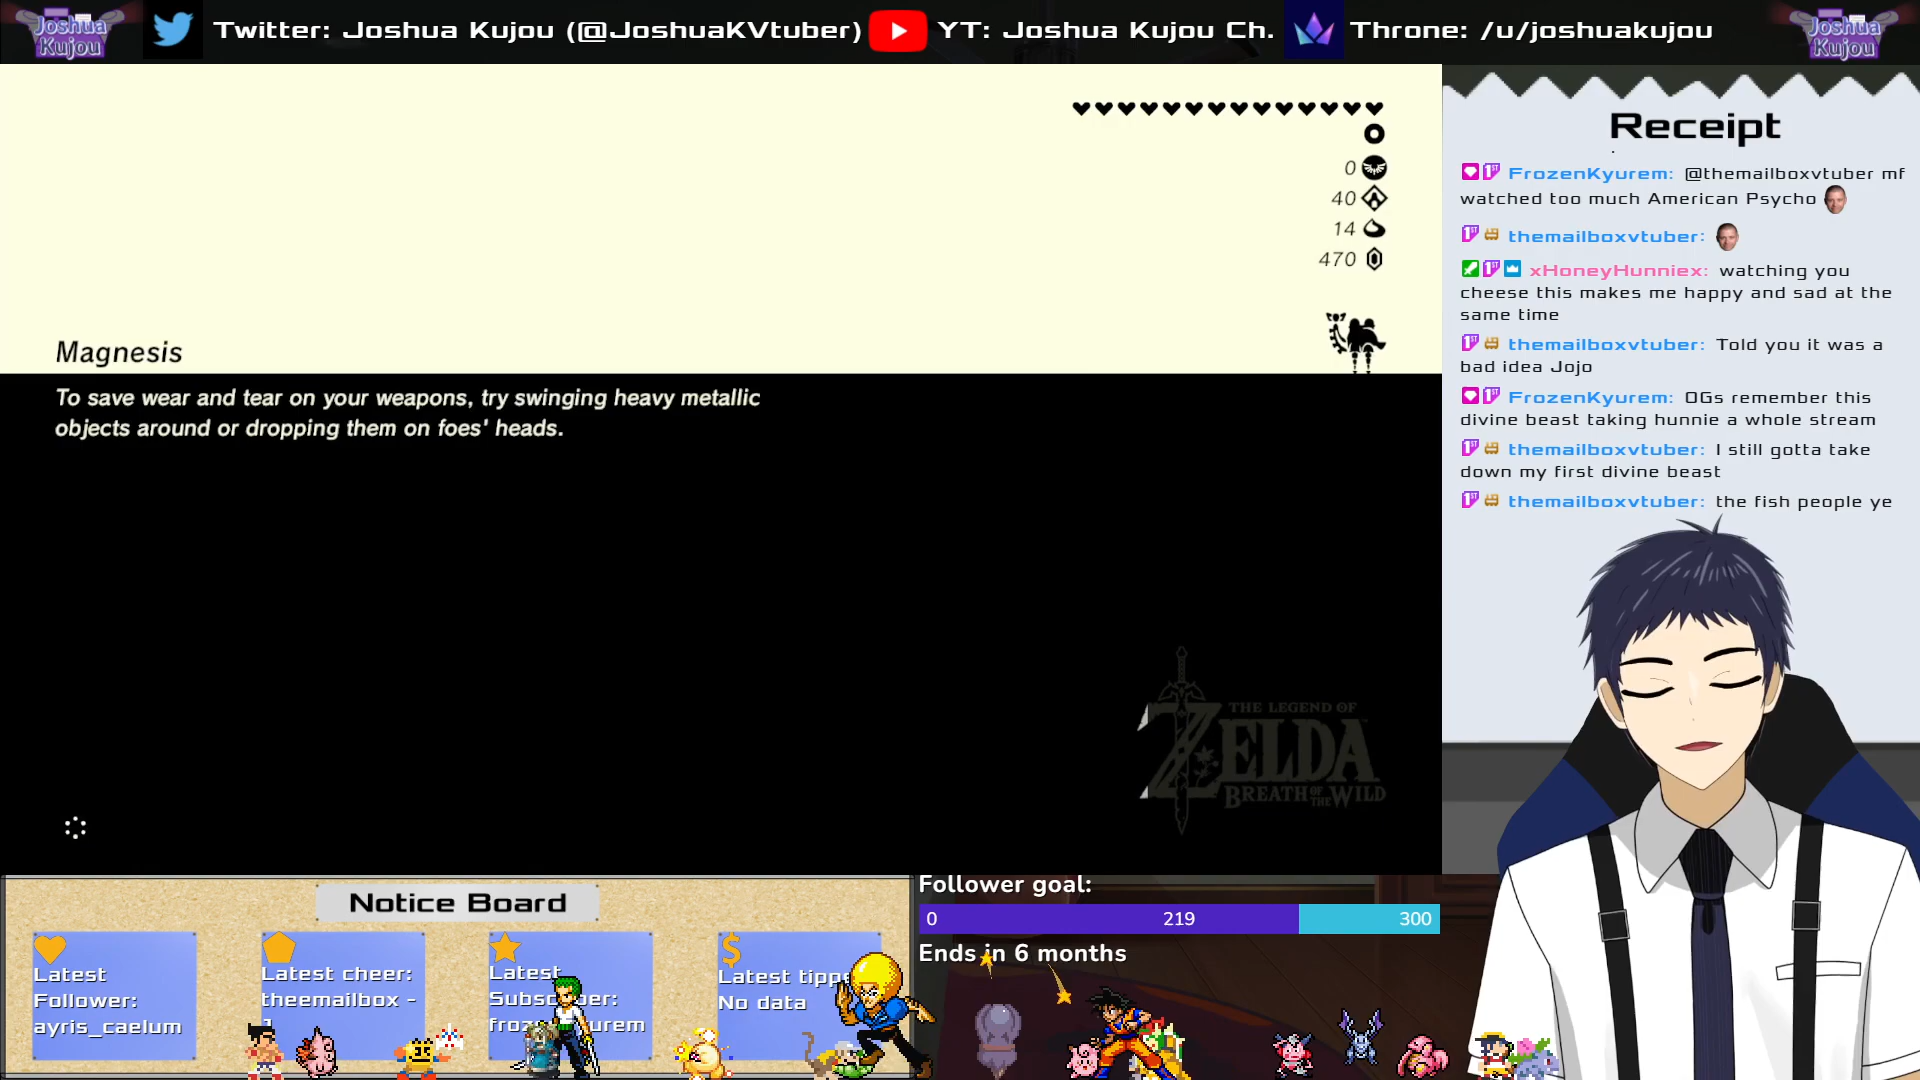 Joshua
Kujou
Twitter: Joshua Kujou (@JoshuaKVtuber)
YT: Joshua Kujou Ch.
Throne: /u/joshuakujou
Joshua
Kujou
0
40
14
470
Magnesis
To save wear and tear on your weapons, try swinging heavy metallic
objects around or dropping them on foes' heads.
THE LEGEND OF
ZELDA
BREATH OF THE WILD
Receipt
FrozenKyurem: @themailboxvtuber mf
watched too much American Psycho
themailboxvtuber:
xHoneyHunniex: watching you
cheese this makes me happy and sad at the
same time
themailboxvtuber: Told you it was a
bad idea Jojo
FrozenKyurem: OGs remember this
divine beast taking hunnie a whole stream
themailboxvtuber: I still gotta take
down my first divine beast
themailboxvtuber: the fish people ye
Notice Board
Latest
Follower:
ayris_caelum
Latest cheer:
theemailbox -
Latest
No data
Follower goal:
0 219 300
Ends in 6 months